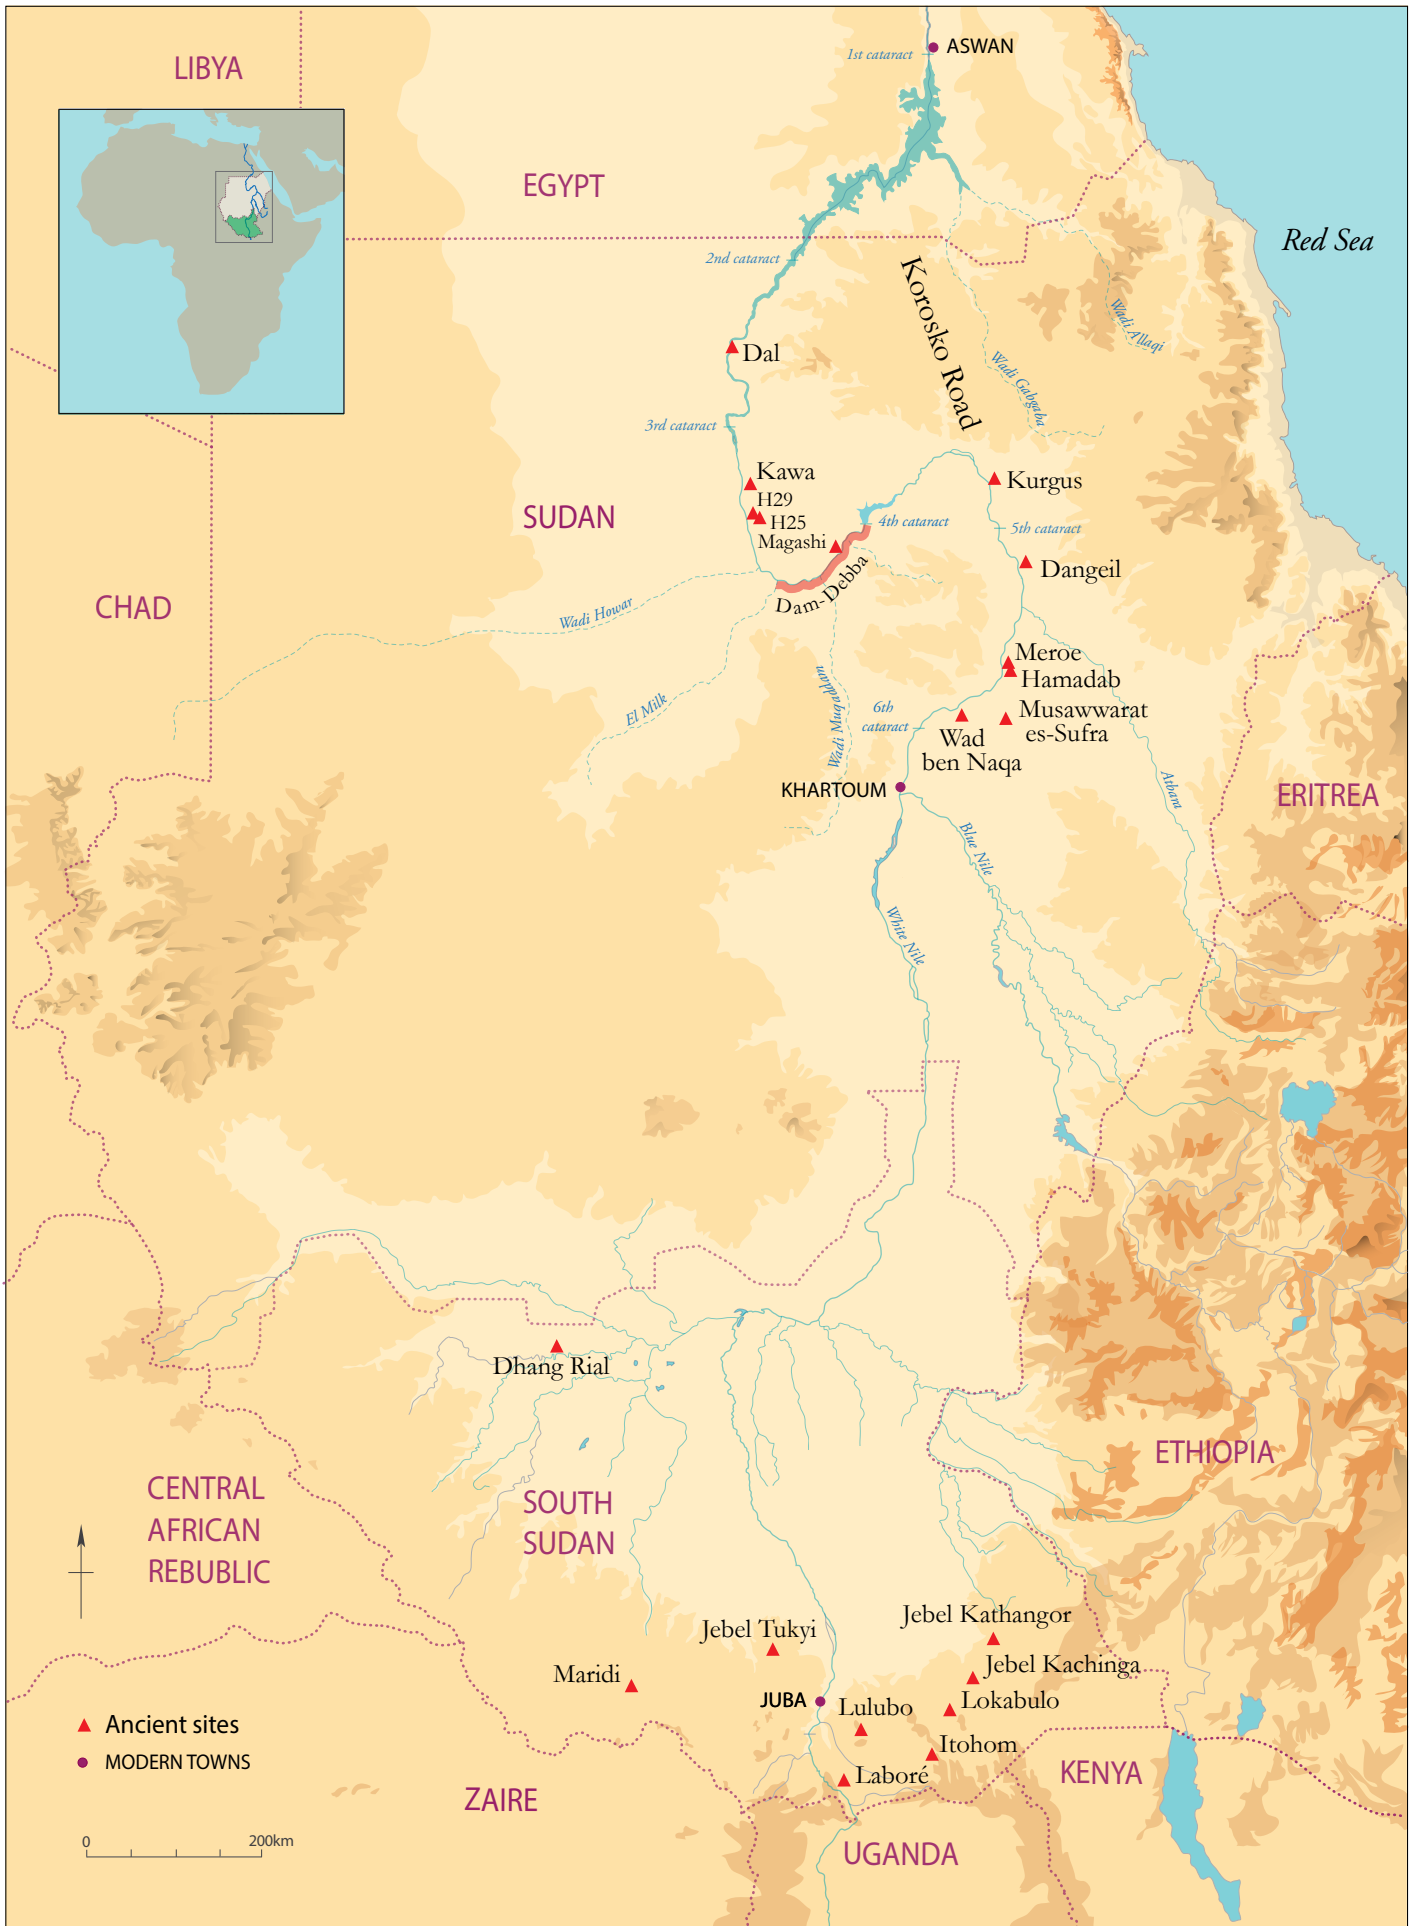 ASWAN
1st cataract
LIBYA
EGYPT
Red Sea
2nd cataract
Korosko Road
Wadi Allaqi
Dal
Wadi Gabgaba
3rd cataract
Kawa
H29
H25
Magashi
Kurgus
SUDAN
4th cataract
5th cataract
Dangeil
Dam-Debba
CHAD
Wadi Howar
Meroe
Hamadab
El Milk
Wadi Muqaddam
6th
cataract
Musawwarat
es-Sufra
Wad
ben Naqa
KHARTOUM
Atbara
ERITREA
Blue Nile
White Nile
Dhang Rial
ETHIOPIA
CENTRAL
AFRICAN
REBUBLIC
SOUTH
SUDAN
Jebel Kathangor
Jebel Tukyi
Jebel Kachinga
Maridi
JUBA
Lulubo
Lokabulo
Itohom
Laboré
KENYA
Ancient sites
MODERN TOWNS
ZAIRE
0 200km
UGANDA